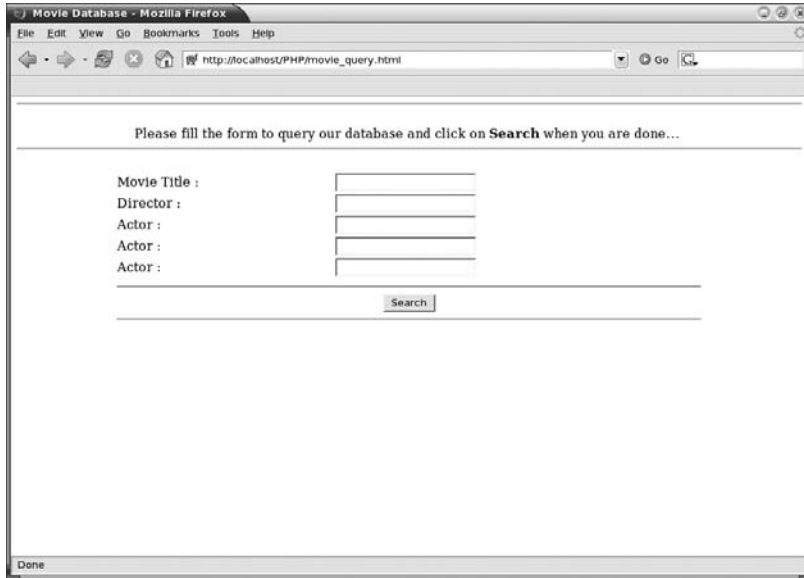 Movie Database - Mozilla Firefox
File Edit View Go Bookmarks Tools Help
http://localhost/PHP/movie_query.html Go G
Please fill the form to query our database and click on Search when you are done...
Movie Title :
Director :
Actor :
Actor :
Actor :
Search
Done